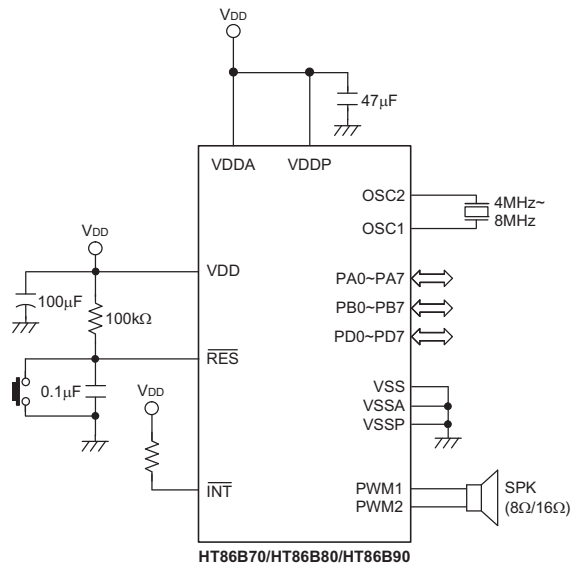 VDD
47μF
VDDA
VDDP
OSC2
OSC1
4MHz~
8MHz
VDD
VDD
100μF
100kΩ
PA0~PA7
PB0~PB7
PD0~PD7
RES
0.1μF
VDD
VSS
VSSA
VSSP
INT
PWM1
PWM2
SPK
(8Ω/16Ω)
HT86B70/HT86B80/HT86B90